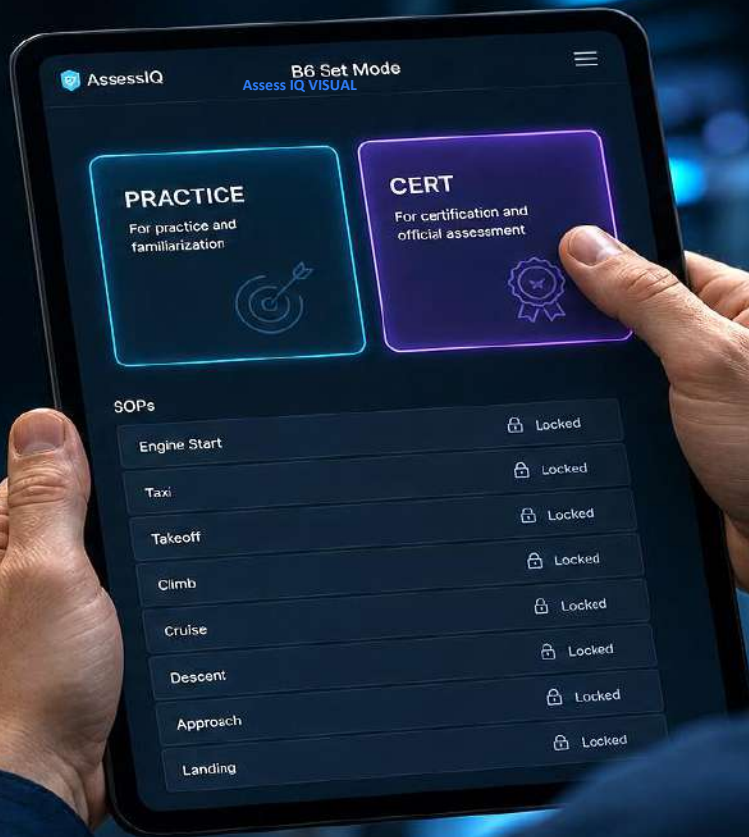 AssessIQ
B6 Set Mode
Assess IQ VISUAL
PRACTICE
For practice and
familiarization
CERT
For certification and
official assessment
SOPs
Engine Start
Locked
Taxi
Locked
Takeoff
Locked
Climb
Locked
Cruise
Locked
Descent
Locked
Approach
Locked
Landing
Locked